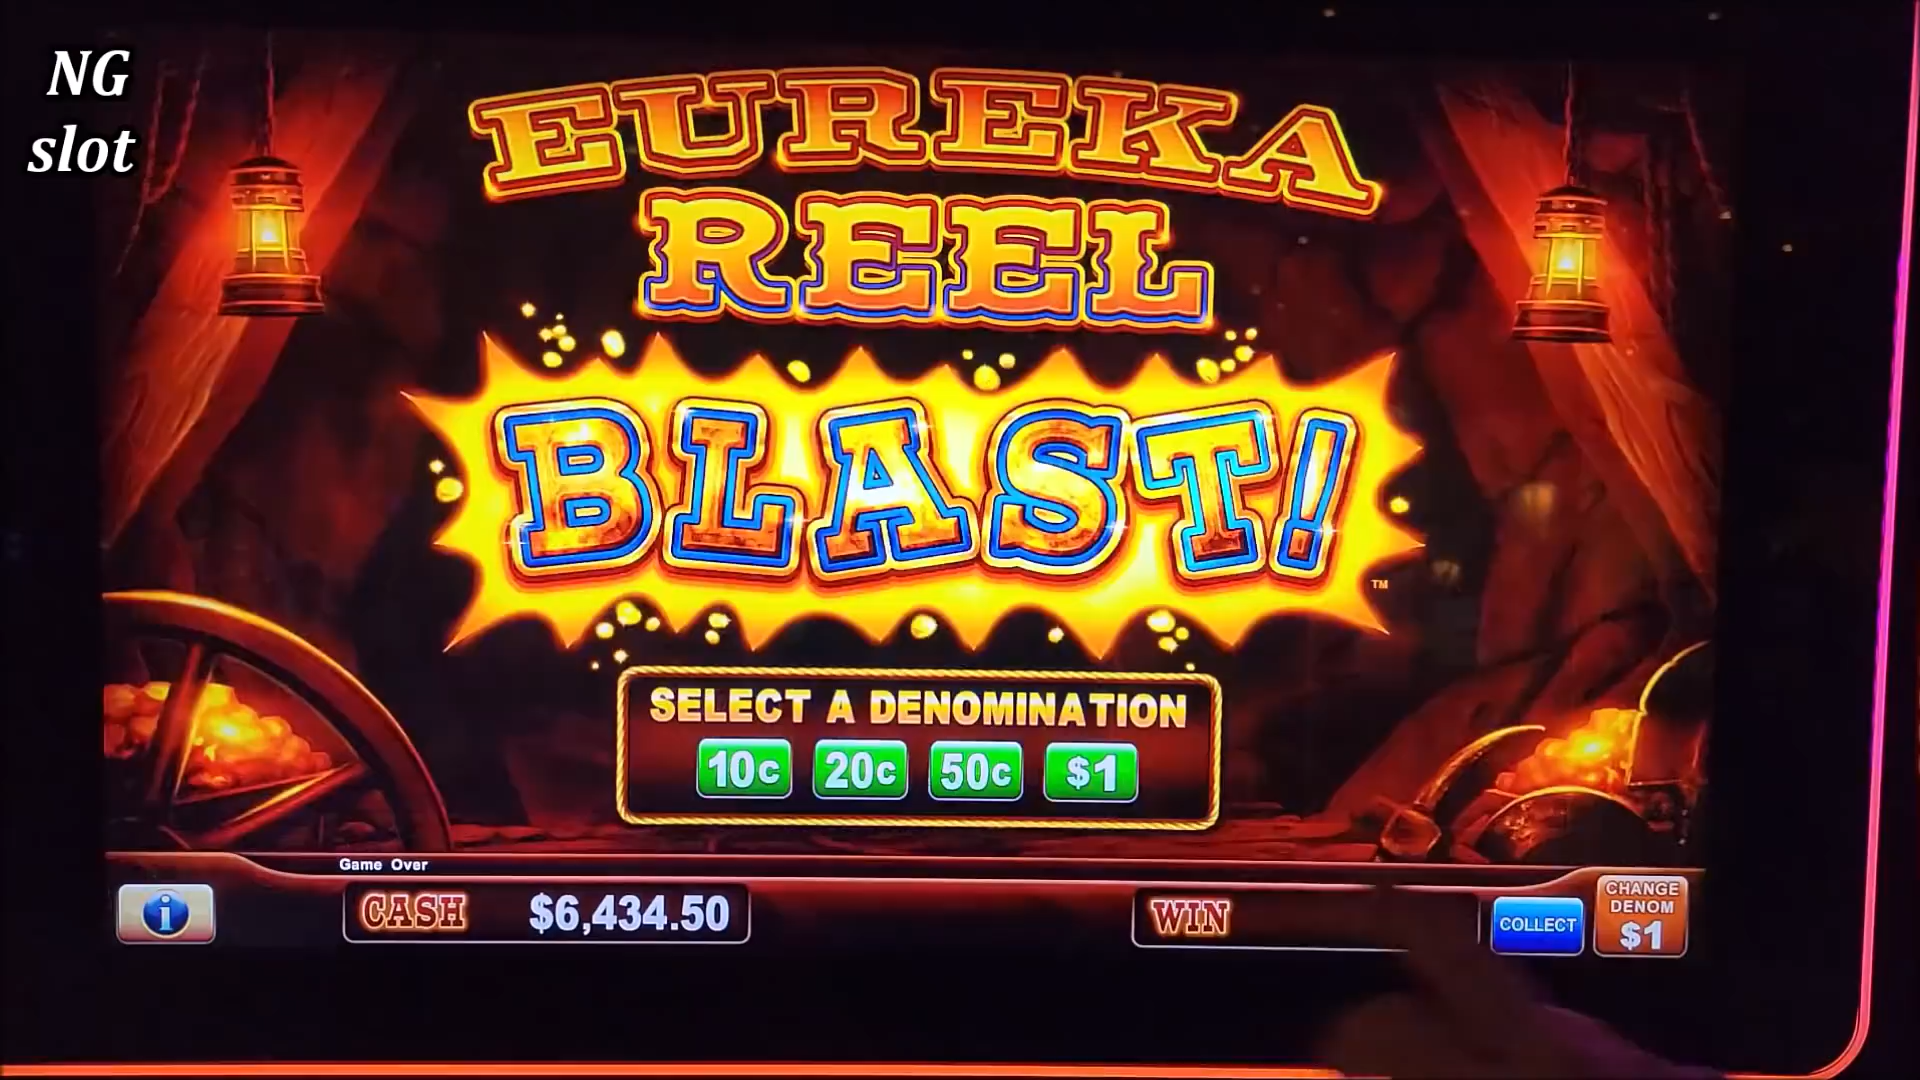 NG
slot
EUREKA
REEL
BLAST!
TM
SELECT A DENOMINATION
10c 20c 50c $1
Game Over
i
CASH $6,434.50
WIN
COLLECT
CHANGE
DENOM
$1